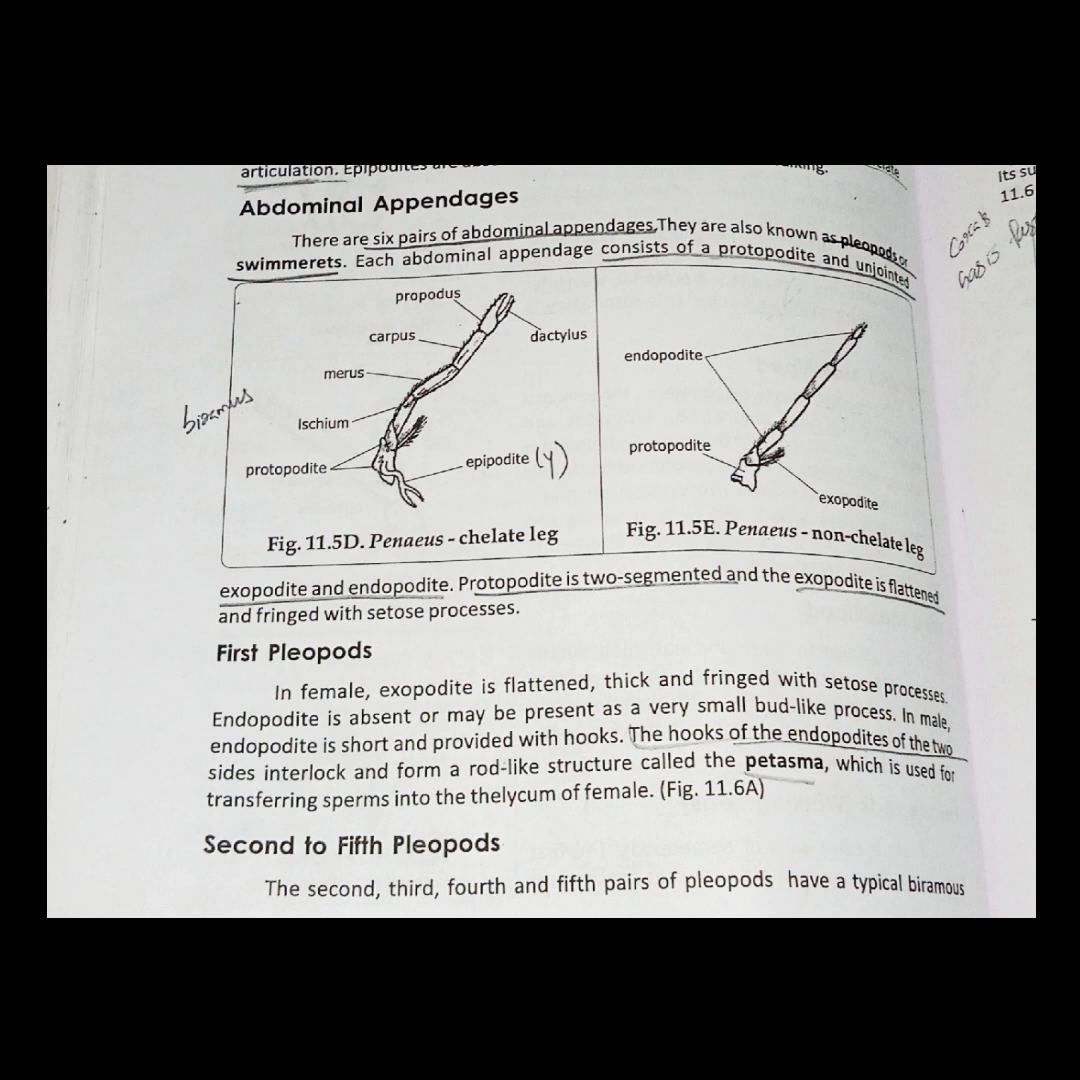 articulation. Epipodites are
Abdominal Appendages
There are six pairs of abdominal appendages. They are also known as pleopods or
swimmerets. Each abdominal appendage consists of a protopodite and unjointed
propodus
carpus
dactylus
merus
Ischium
protopodite
epipodite (y)
biramus
Fig. 11.5D. Penaeus - chelate leg
endopodite
protopodite
exopodite
Fig. 11.5E. Penaeus - non-chelate leg
exopodite and endopodite. Protopodite is two-segmented and the exopodite is flattened
and fringed with setose processes.
First Pleopods
In female, exopodite is flattened, thick and fringed with setose processes.
Endopodite is absent or may be present as a very small bud-like process. In male,
endopodite is short and provided with hooks. The hooks of the endopodites of the two
sides interlock and form a rod-like structure called the petasma, which is used for
transferring sperms into the thelycum of female. (Fig. 11.6A)
Second to Fifth Pleopods
The second, third, fourth and fifth pairs of pleopods have a typical biramous
Its su
11.6